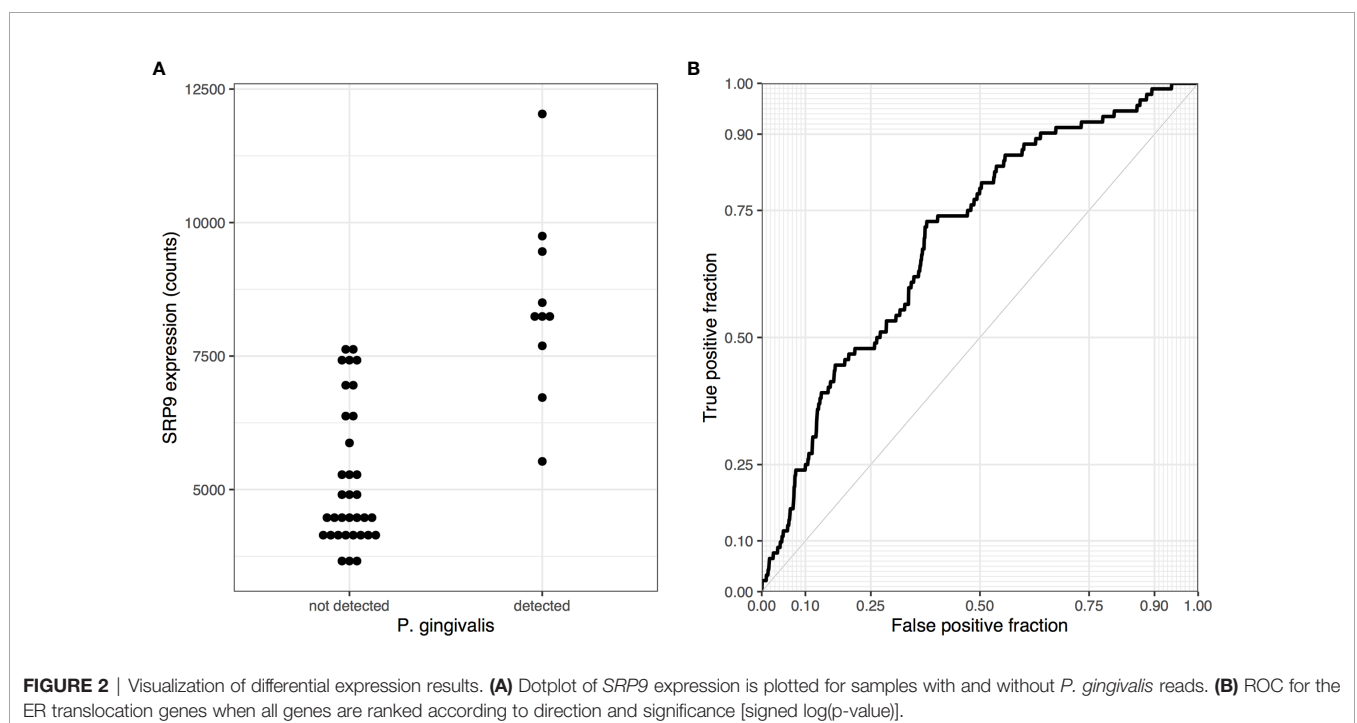 A
B
12500
10000
7500
5000
SRP9 expression (counts)
not detected
detected
P. gingivalis
1.00
0.90
0.75
0.50
0.25
0.10
0.00
True positive fraction
0.00 0.10 0.25 0.50 0.75 0.90 1.00
False positive fraction
FIGURE 2 | Visualization of differential expression results. (A) Dotplot of SRP9 expression is plotted for samples with and without P. gingivalis reads. (B) ROC for the
ER translocation genes when all genes are ranked according to direction and significance [signed log(p-value)].